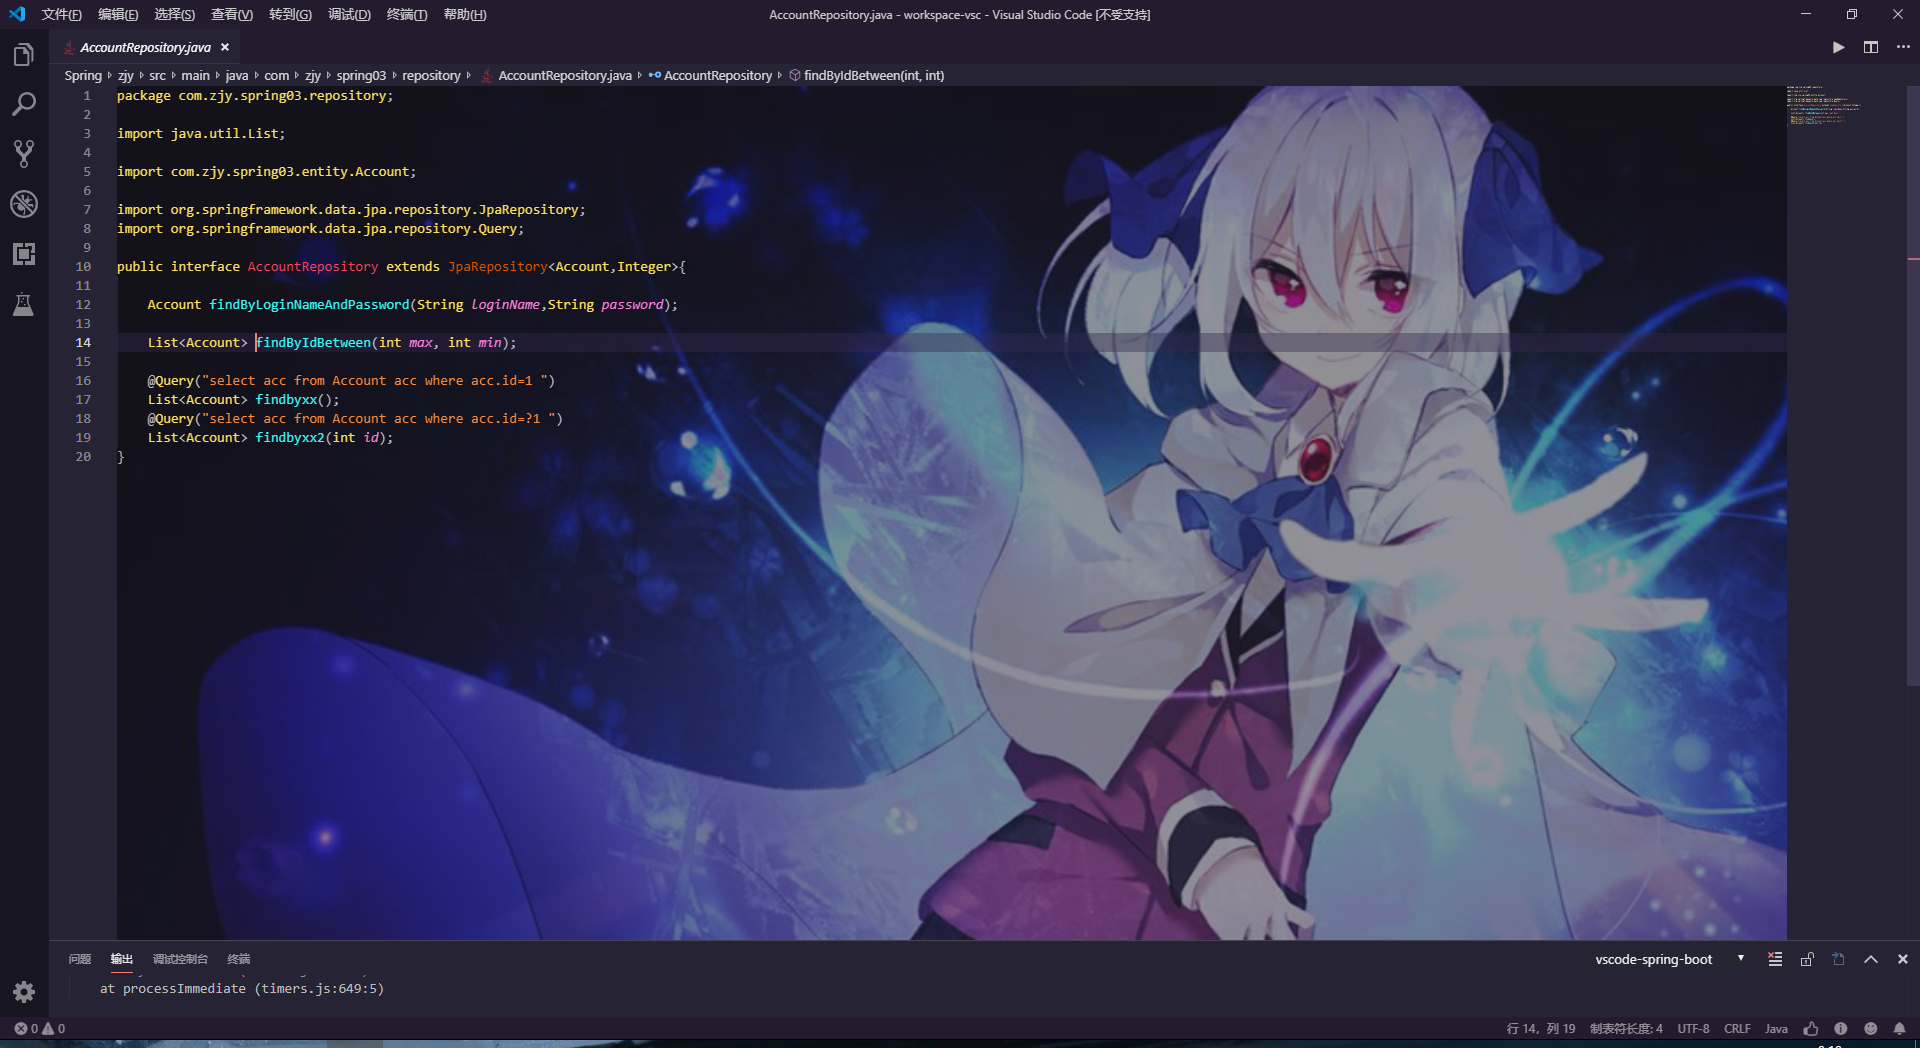 文件(F) 编辑(E) 选择(S) 查看(V) 转到(G) 调试(D) 终端(T) 帮助(H) AccountRepository.java - workspace-vsc - Visual Studio Code [不受支持]
AccountRepository.java
Spring zjy src main java com zjy spring03 repository AccountRepository.java AccountRepository findByIdBetween(int, int)
1 package com.zjy.spring03.repository;
2
3 import java.util.List;
4
5 import com.zjy.spring03.entity.Account;
6
7 import org.springframework.data.jpa.repository.JpaRepository;
8 import org.springframework.data.jpa.repository.Query;
9
10 public interface AccountRepository extends JpaRepository<Account,Integer>{
11
12 Account findByLoginNameAndPassword(String loginName,String password);
13
14 List<Account> findByIdBetween(int max, int min);
15
16 @Query("select acc from Account acc where acc.id=1 ")
17 List<Account> findbyxx();
18 @Query("select acc from Account acc where acc.id=?1 ")
19 List<Account> findbyxx2(int id);
20 }
问题 输出 调试控制台 终端 vscode-spring-boot
at processImmediate (timers.js:649:5)
0 0 行 14，列 19 制表符长度: 4 UTF-8 CRLF Java